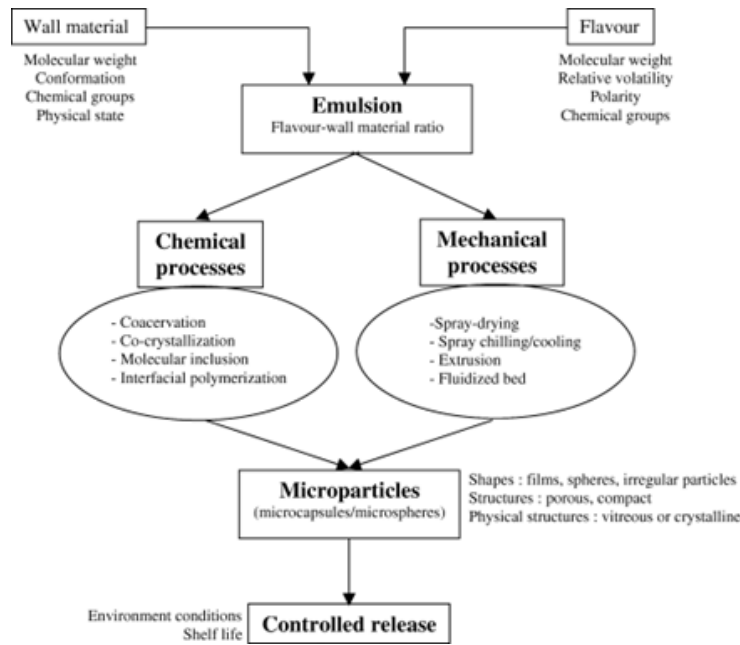 Wall material
Flavour
Molecular weight
Conformation
Chemical groups
Physical state
Molecular weight
Relative volatility
Polarity
Chemical groups
Emulsion
Flavour-wall material ratio
Chemical
processes
Mechanical
processes
- Coacervation
- Co-crystallization
- Molecular inclusion
- Interfacial polymerization
-Spray-drying
- Spray chilling/cooling
- Extrusion
- Fluidized bed
Microparticles
(microcapsules/microspheres)
Shapes : films, spheres, irregular particles
Structures : porous, compact
Physical structures : vitreous or crystalline
Environment conditions
Shelf life
Controlled release